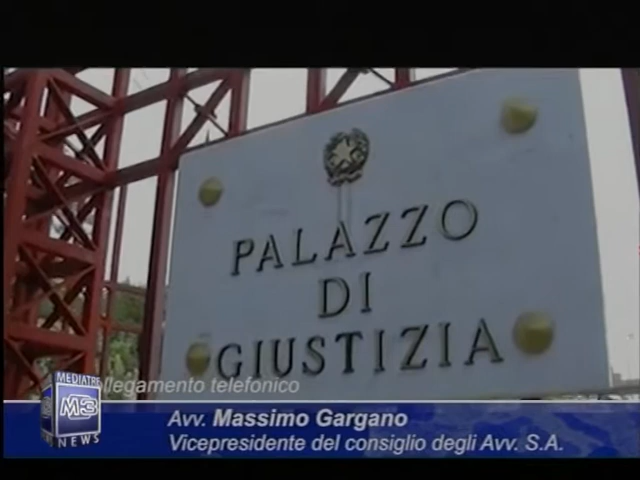 PALAZZO
DI
GIUSTIZIA
llegamento telefonico
MEDIATRE
M3
NEWS
Avv. Massimo Gargano
Vicepresidente del consiglio degli Avv. S.A.